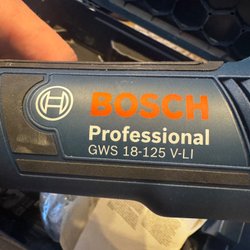 BOSCH
Professional
GWS 18-125 V-LI